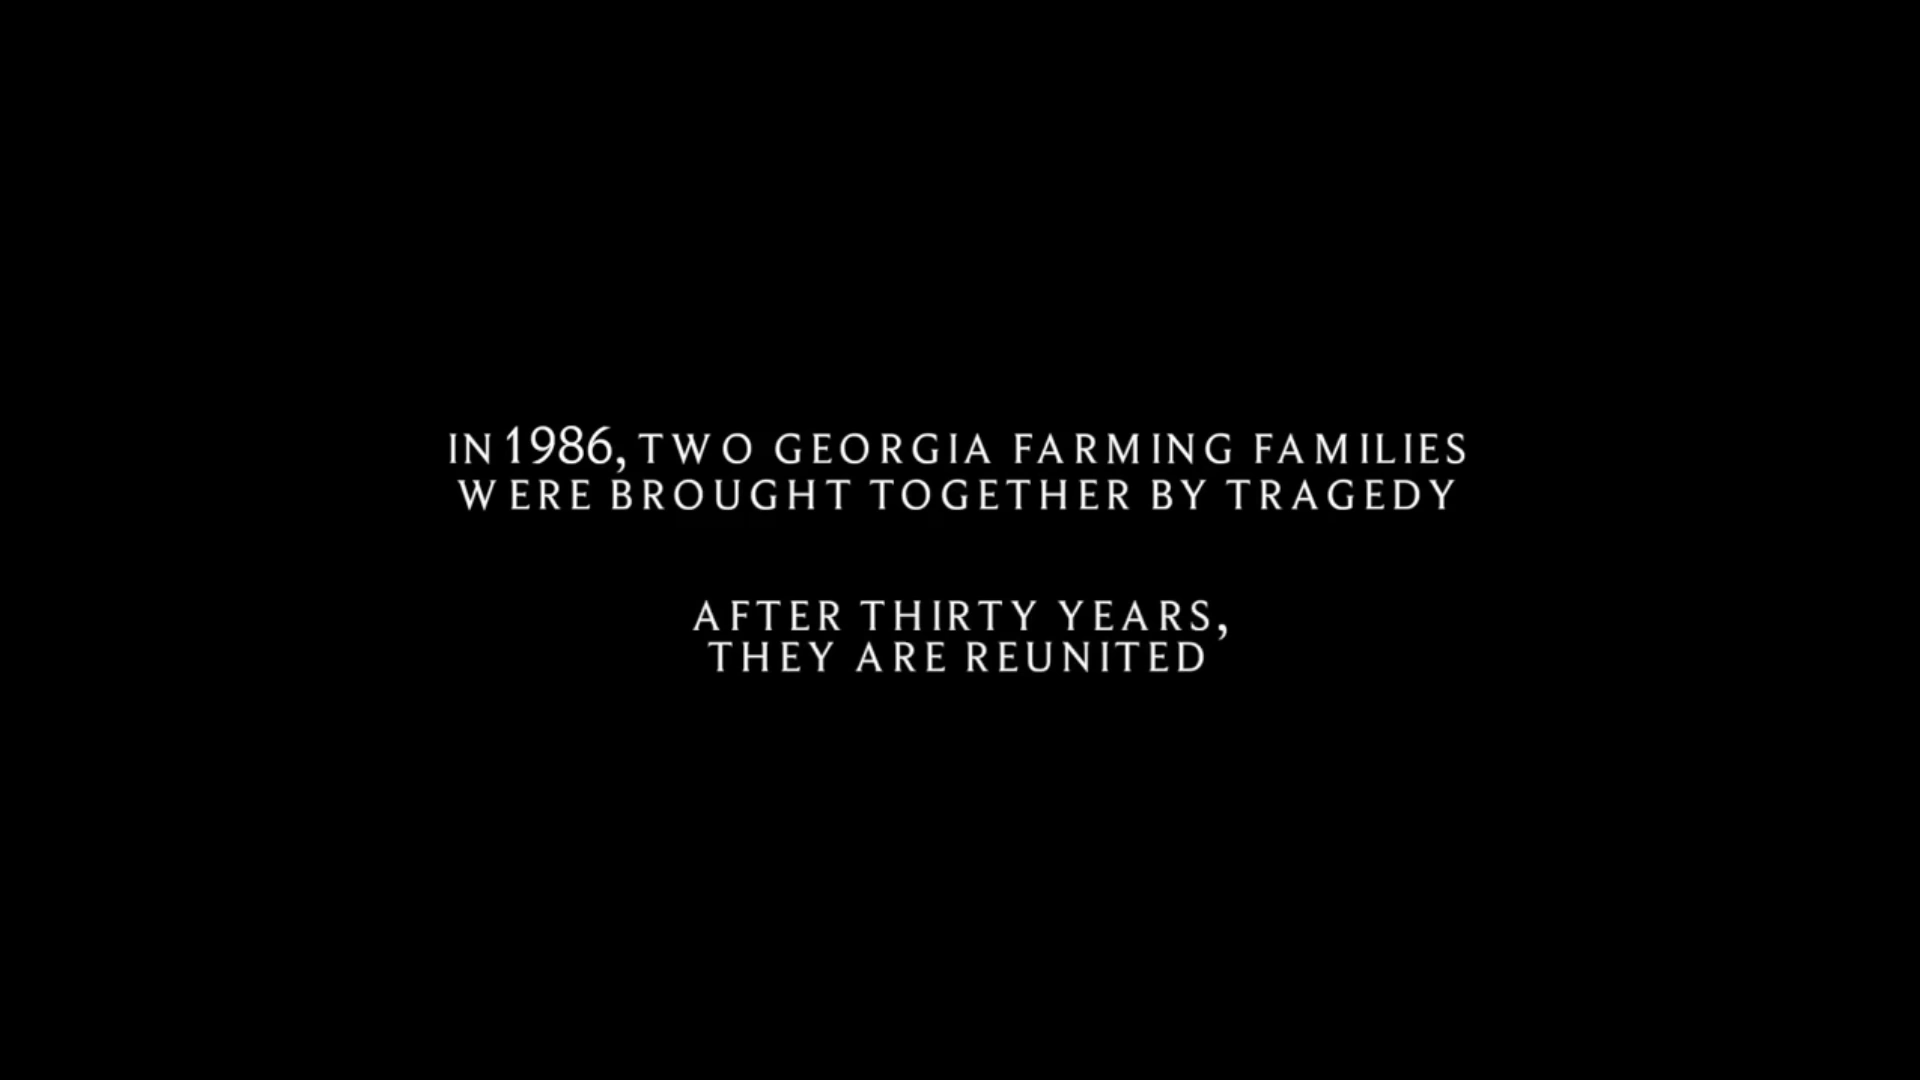 IN 1986, TWO GEORGIA FARMING FAMILIES
WERE BROUGHT TOGETHER BY TRAGEDY
AFTER THIRTY YEARS,
THEY ARE REUNITED